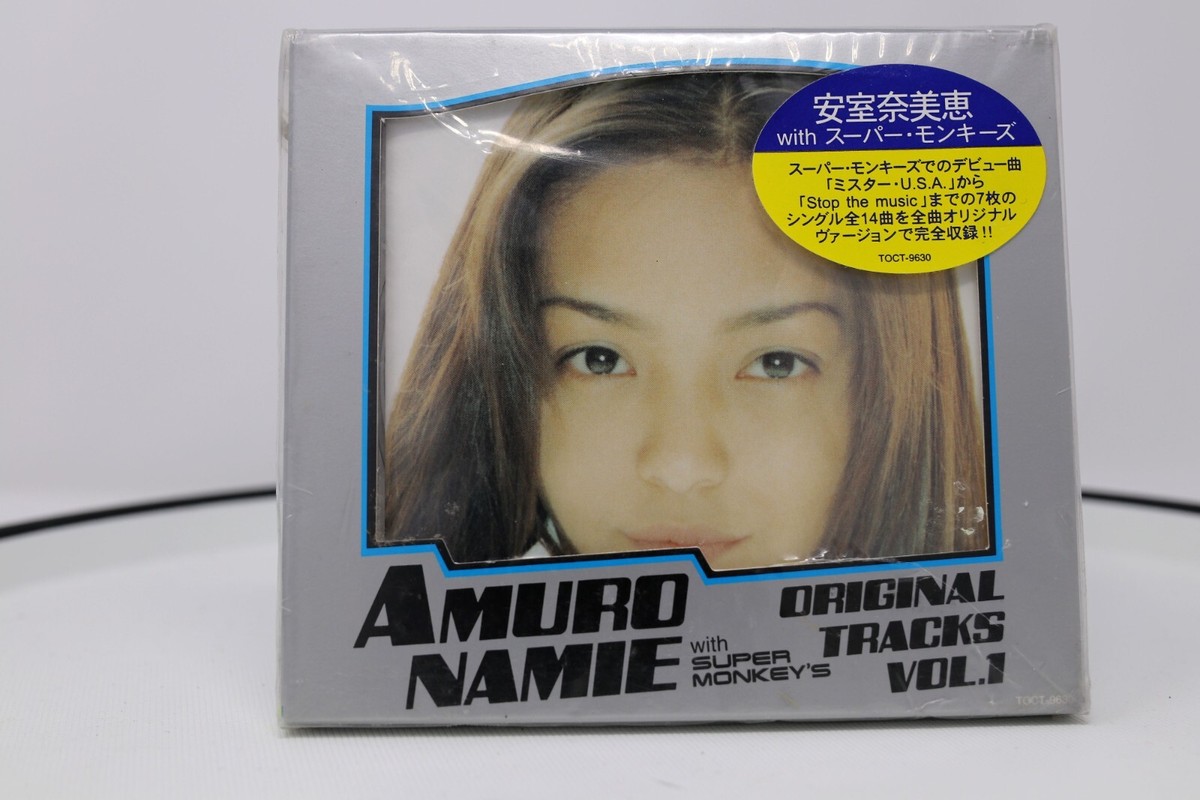 安室奈美恵
with スーパー・モンキーズ
スーパー・モンキーズでのデビュー曲
「ミスター・U.S.A.」から
「Stop the music」までの7枚の
シングル全14曲を全曲オリジナル
ヴァージョンで完全収録!!
TOCT-9630
AMURO
NAMIE
with
SUPER
MONKEY'S
ORIGINAL
TRACKS
VOL.1
TOCT-9630